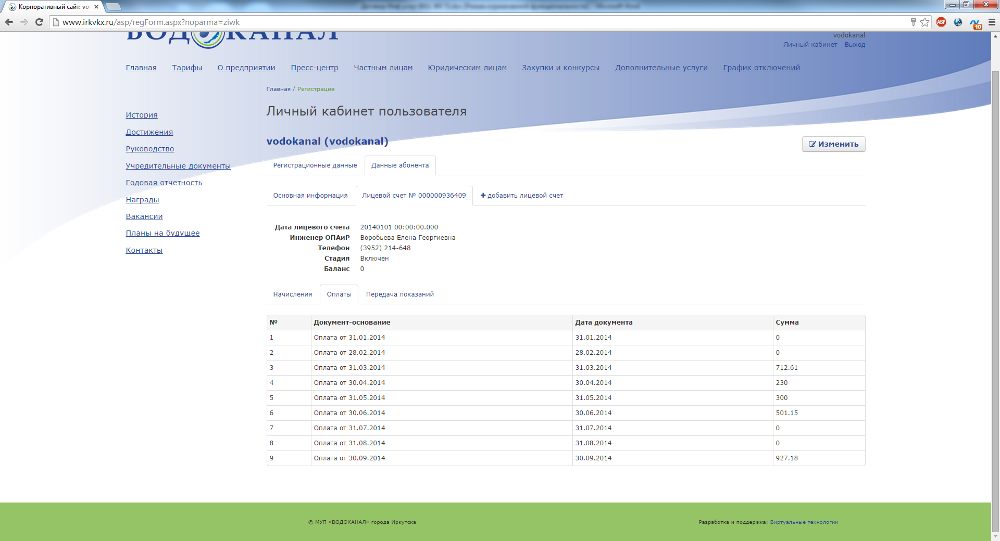 Корпоративный сайт: vo
www.irkvkx.ru/asp/regForm.aspx?noparma=ziwk
ABP
10
ВОДОКАНАЛ
vodokanal
Личный кабинет Выход
Главная Тарифы О предприятии Пресс-центр Частным лицам Юридическим лицам Закупки и конкурсы Дополнительные услуги График отключений
Главная / Регистрация
Личный кабинет пользователя
История
Достижения
Руководство
Учредительные документы
Годовая отчетность
Награды
Вакансии
Планы на будущее
Контакты
vodokanal (vodokanal)
Изменить
Регистрационные данные Данные абонента
Основная информация Лицевой счет № 000000936409 + добавить лицевой счет
Дата лицевого счета 20140101 00:00:00.000
Инженер ОПАиР Воробьева Елена Георгиевна
Телефон (3952) 214-648
Стадия Включен
Баланс 0
Начисления Оплаты Передача показаний
№ Документ-основание Дата документа Сумма
1 Оплата от 31.01.2014 31.01.2014 0
2 Оплата от 28.02.2014 28.02.2014 0
3 Оплата от 31.03.2014 31.03.2014 712.61
4 Оплата от 30.04.2014 30.04.2014 230
5 Оплата от 31.05.2014 31.05.2014 300
6 Оплата от 30.06.2014 30.06.2014 501.15
7 Оплата от 31.07.2014 31.07.2014 0
8 Оплата от 31.08.2014 31.08.2014 0
9 Оплата от 30.09.2014 30.09.2014 927.18
© МУП «ВОДОКАНАЛ» города Иркутска
Разработка и поддержка: Виртуальные технологии